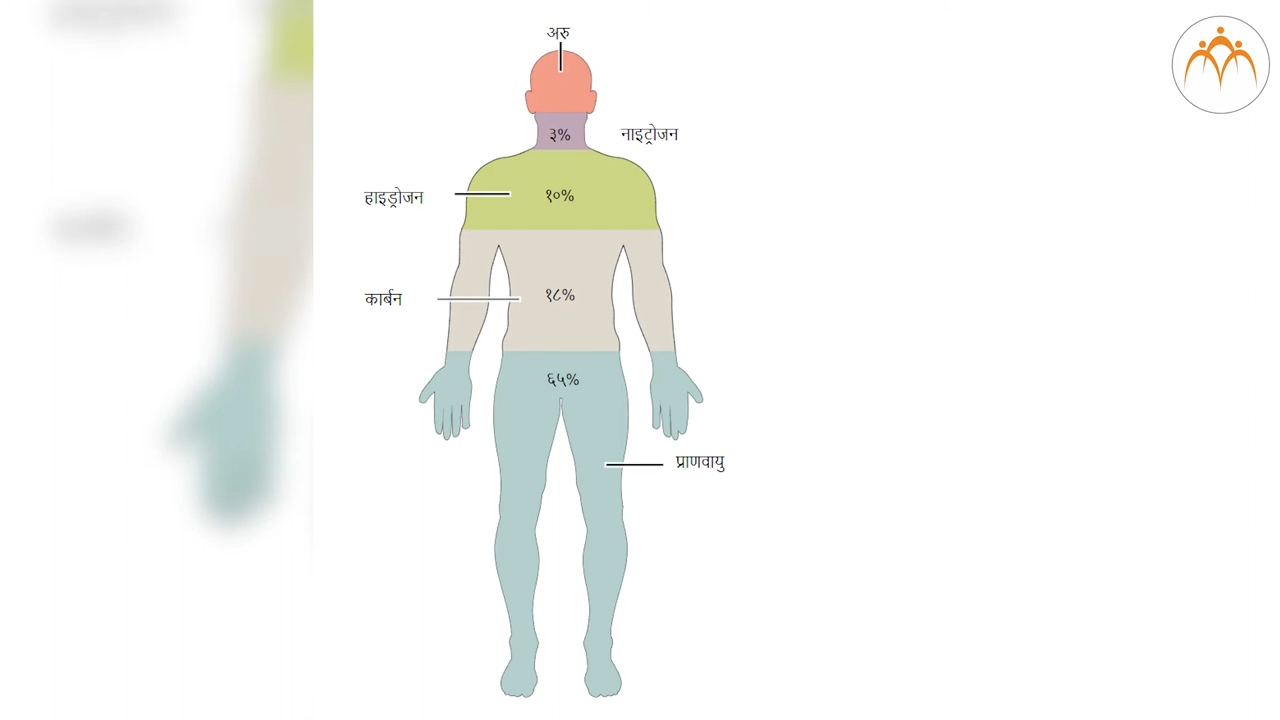 अरु
३%
नाइट्रोजन
हाइड्रोजन
१०%
कार्बन
१८%
६५%
प्राणवायु